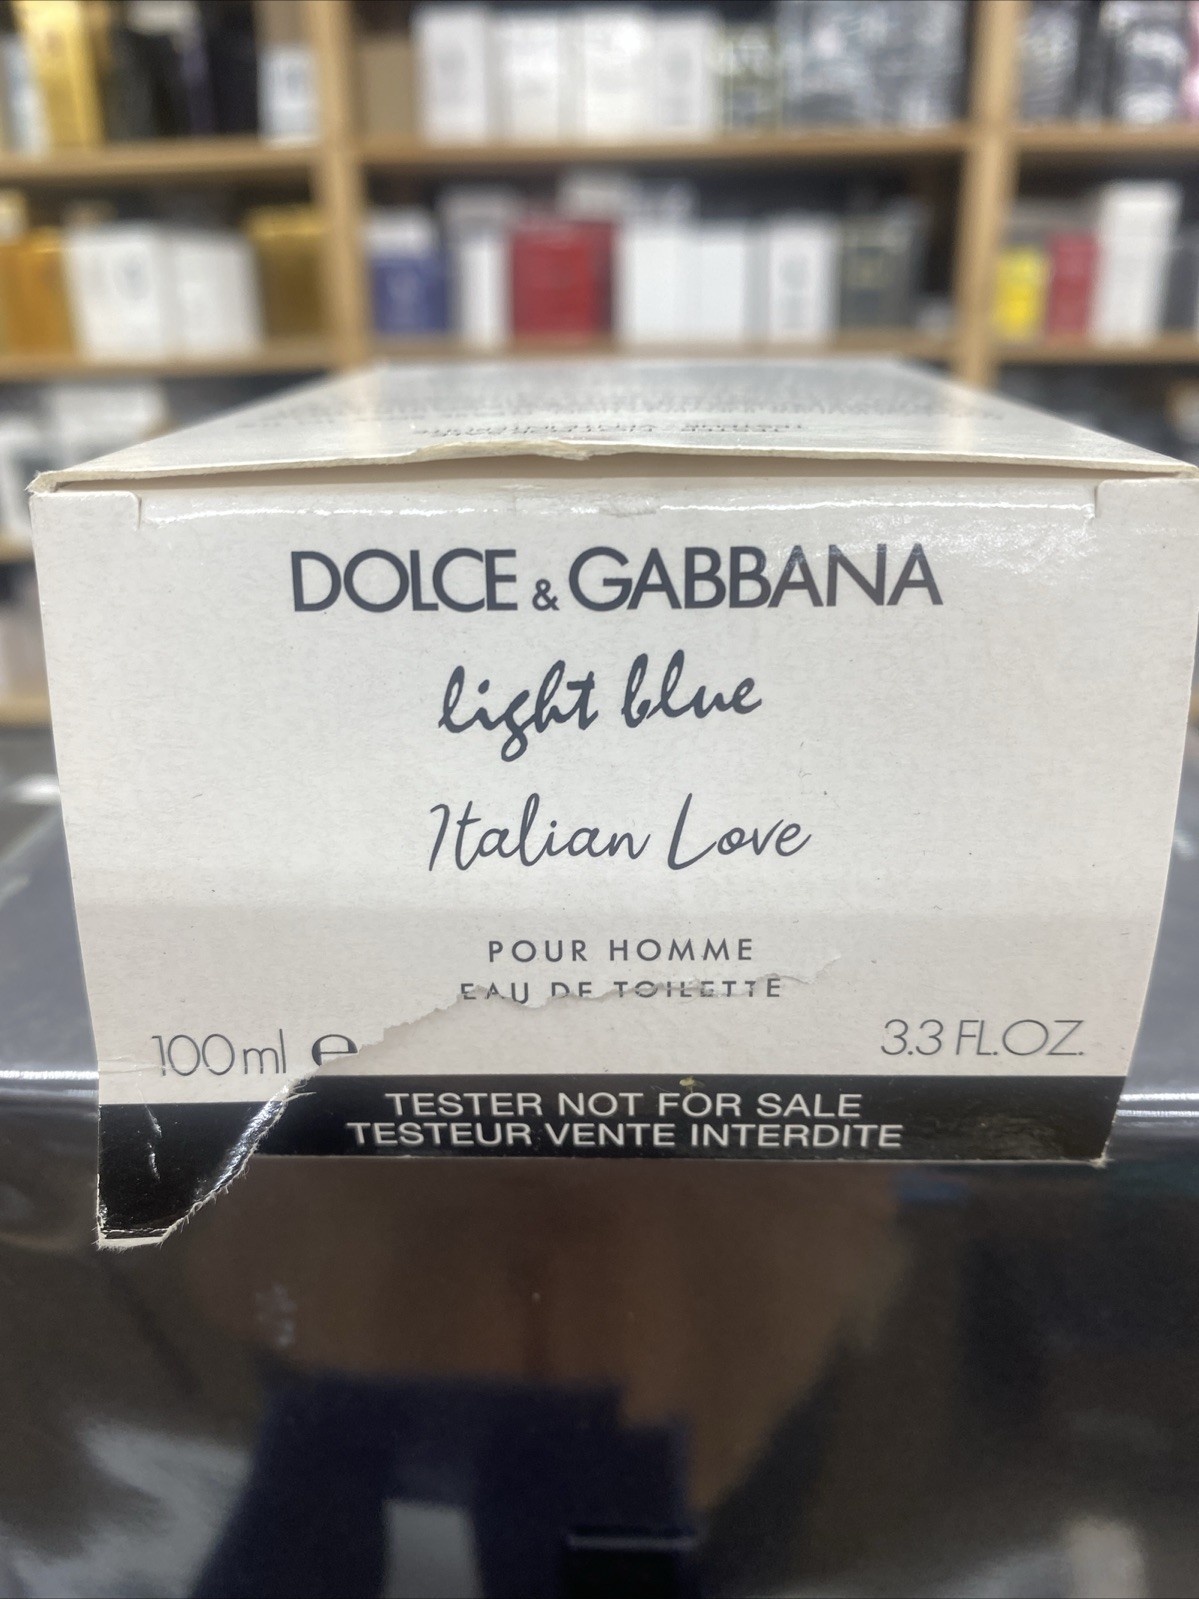 DOLCE & GABBANA
light blue
Italian Love
POUR HOMME
EAU DE TOILETTE
100ml e 3.3 FL.OZ.
TESTER NOT FOR SALE
TESTEUR VENTE INTERDITE